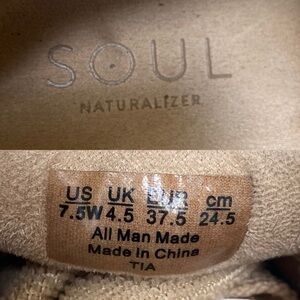 SOUL
NATURALIZER
US UK EUR cm
7.5W 4.5 37.5 24.5
All Man Made
Made in China
TIA